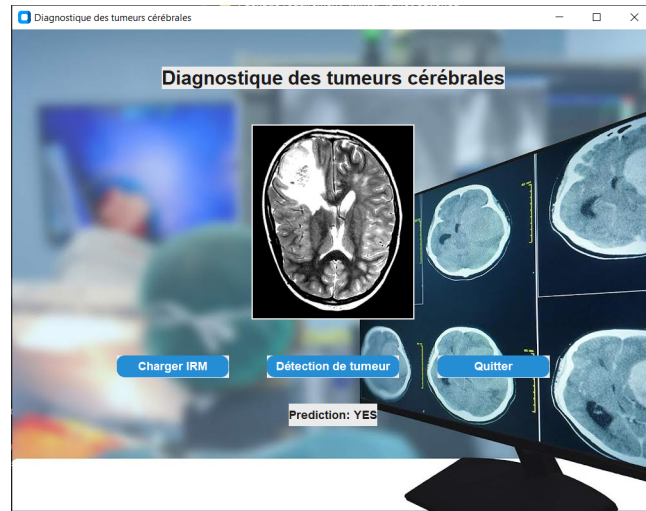 Diagnostique des tumeurs cérébrales
Diagnostique des tumeurs cérébrales
Charger IRM
Détection de tumeur
Quitter
Prediction: YES